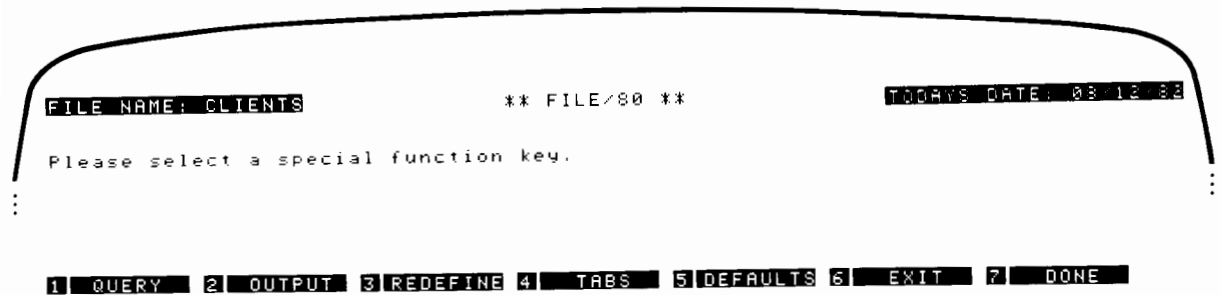 FILE NAME: CLIENTS ** FILE/80 ** TODAYS DATE: 03/12/82
Please select a special function key.
1 QUERY 2 OUTPUT 3 REDEFINE 4 TABS 5 DEFAULTS 6 EXIT 7 DONE